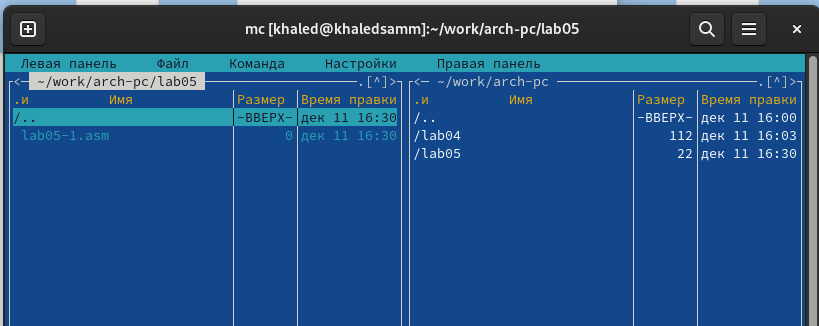 mc [khaled@khaledsamm]:~/work/arch-pc/lab05
Левая панель Файл Команда Настройки Правая панель
<─ ~/work/arch-pc/lab05 .[^]> <─ ~/work/arch-pc .[^]>
.и Имя Размер Время правки .и Имя Размер Время правки
/.. -ВВЕРХ- дек 11 16:30 /.. -ВВЕРХ- дек 11 16:00
lab05-1.asm 0 дек 11 16:30 /lab04 112 дек 11 16:03
/lab05 22 дек 11 16:30